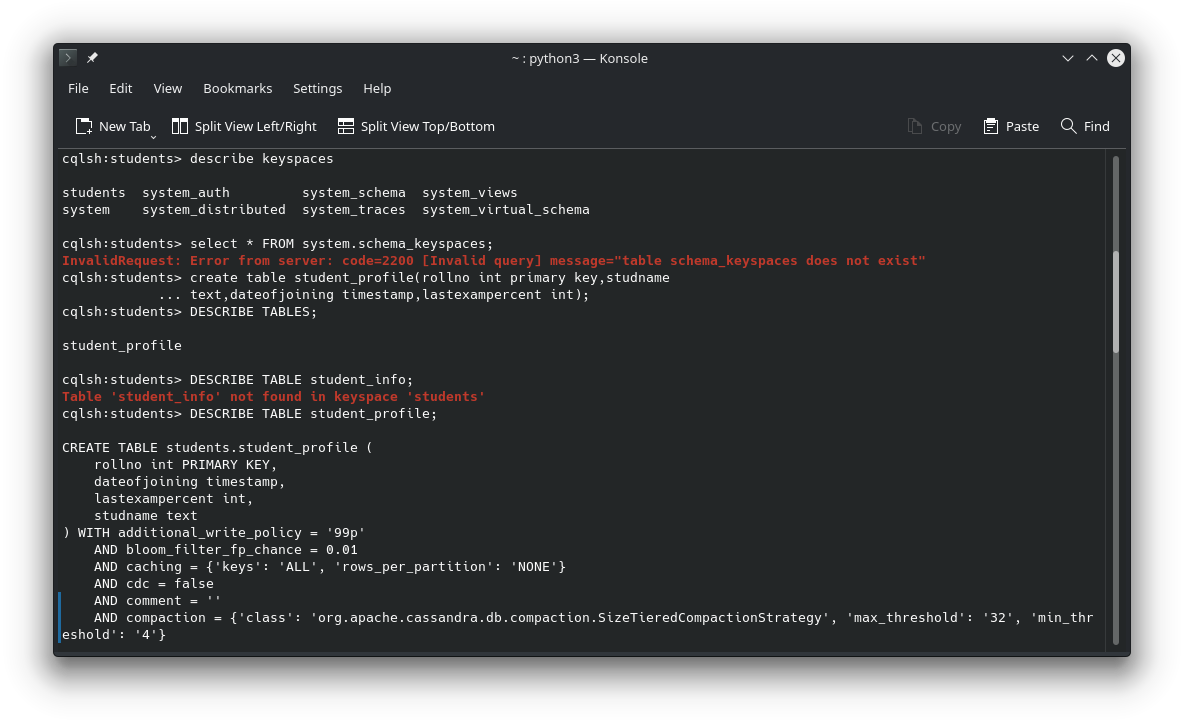 ~ : python3 — Konsole
File Edit View Bookmarks Settings Help
New Tab Split View Left/Right Split View Top/Bottom Copy Paste Find
cqlsh:students> describe keyspaces
students  system_auth         system_schema  system_views
system    system_distributed  system_traces  system_virtual_schema
cqlsh:students> select * FROM system.schema_keyspaces;
InvalidRequest: Error from server: code=2200 [Invalid query] message="table schema_keyspaces does not exist"
cqlsh:students> create table student_profile(rollno int primary key,studname
            ... text,dateofjoining timestamp,lastexampercent int);
cqlsh:students> DESCRIBE TABLES;
student_profile
cqlsh:students> DESCRIBE TABLE student_info;
Table 'student_info' not found in keyspace 'students'
cqlsh:students> DESCRIBE TABLE student_profile;
CREATE TABLE students.student_profile (
    rollno int PRIMARY KEY,
    dateofjoining timestamp,
    lastexampercent int,
    studname text
) WITH additional_write_policy = '99p'
    AND bloom_filter_fp_chance = 0.01
    AND caching = {'keys': 'ALL', 'rows_per_partition': 'NONE'}
    AND cdc = false
    AND comment = ''
    AND compaction = {'class': 'org.apache.cassandra.db.compaction.SizeTieredCompactionStrategy', 'max_threshold': '32', 'min_thr
eshold': '4'}